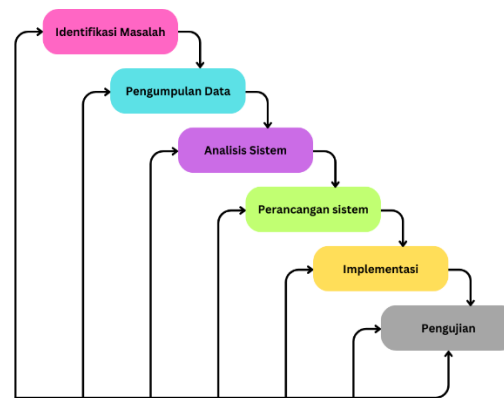 Identifikasi Masalah
Pengumpulan Data
Analisis Sistem
Perancangan sistem
Implementasi
Pengujian